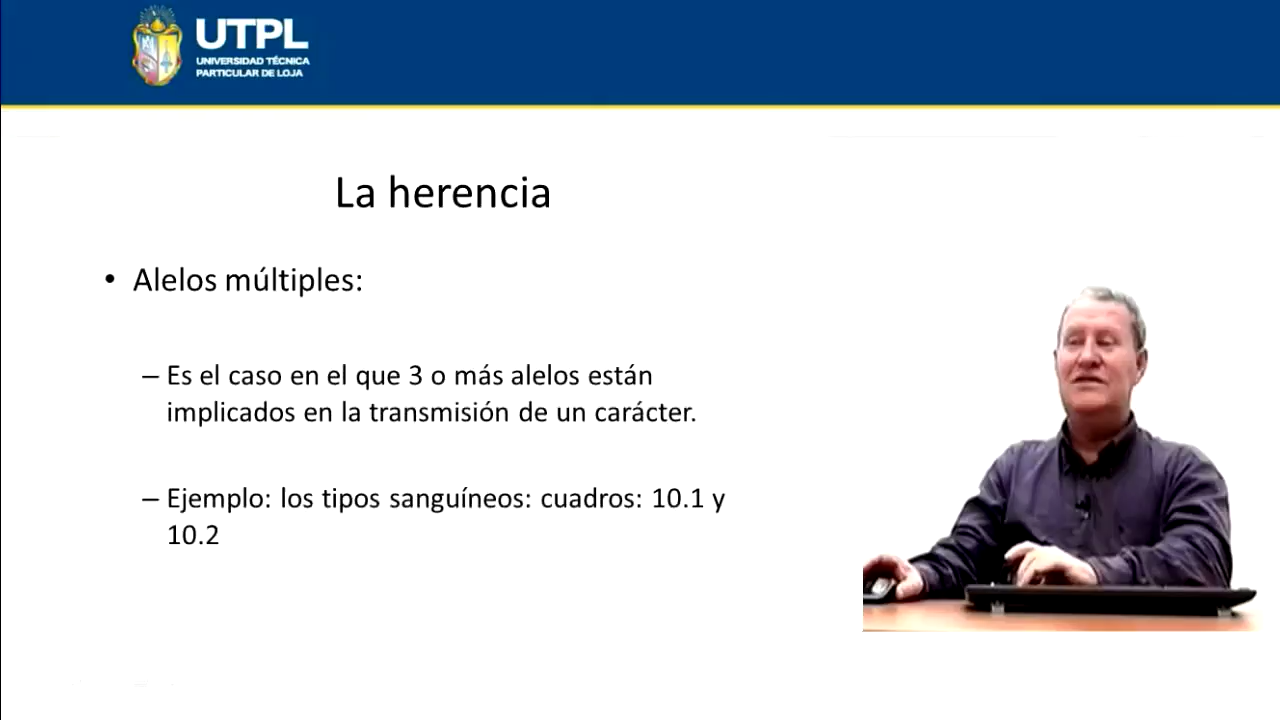 UTPL
UNIVERSIDAD TÉCNICA
PARTICULAR DE LOJA
La herencia
• Alelos múltiples:
– Es el caso en el que 3 o más alelos están
implicados en la transmisión de un carácter.
– Ejemplo: los tipos sanguíneos: cuadros: 10.1 y
10.2